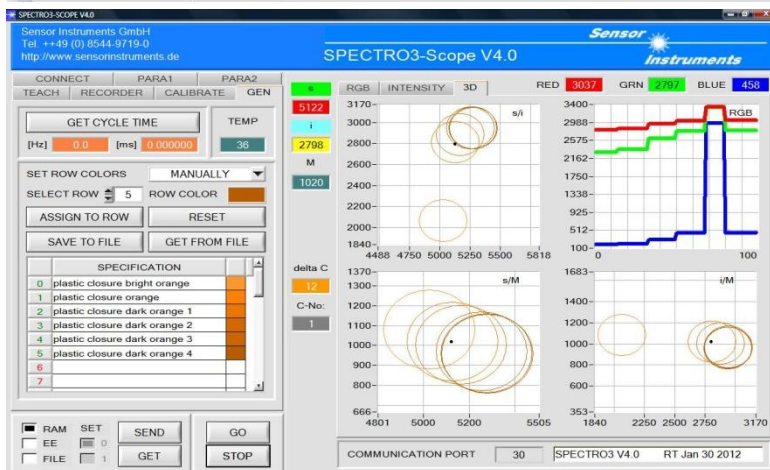 SPECTRO3-SCOPE V4.0
Sensor Instruments GmbH
Tel. ++49 (0) 8544-9719-0
http://www.sensorinstruments.de
SPECTRO3-Scope V4.0
Sensor
Instruments
CONNECT PARA1 PARA2
TEACH RECORDER CALIBRATE GEN
GET CYCLE TIME
[Hz] 0.0 [ms] 0.000000
TEMP
36
SET ROW COLORS MANUALLY
SELECT ROW 5 ROW COLOR
ASSIGN TO ROW RESET
SAVE TO FILE GET FROM FILE
SPECIFICATION
0 plastic closure bright orange
1 plastic closure orange
2 plastic closure dark orange 1
3 plastic closure dark orange 2
4 plastic closure dark orange 3
5 plastic closure dark orange 4
6
7
RAM SET
EE 0
FILE 1
SEND GO
GET STOP
s
5122
i
2798
M
1020
delta C
12
C-No:
1
RGB INTENSITY 3D
RED 3037 GRN 2797 BLUE 458
s/i
3170
3000
2800
2600
2400
2200
2000
1840
4488 4750 5000 5250 5500 5818
RGB
3400
2988
2575
2162
1750
1338
925
512
100
0 100
s/M
1370
1300
1200
1100
1000
900
800
666
4801 5000 5200 5505
i/M
1683
1400
1200
1000
800
600
353
1840 2250 2500 2750 3170
COMMUNICATION PORT 30 SPECTRO3 V4.0 RT Jan 30 2012